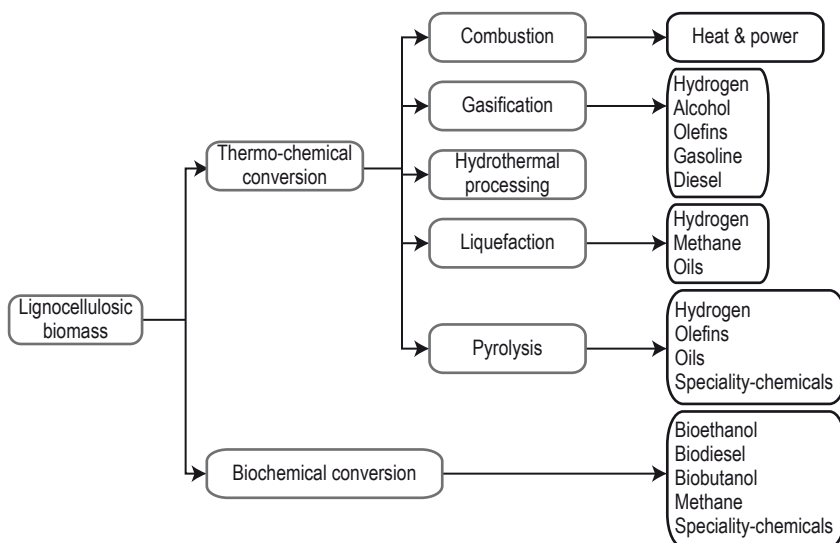 Combustion
Heat & power
Gasification
Hydrogen
Alcohol
Olefins
Gasoline
Diesel
Thermo-chemical
conversion
Hydrothermal
processing
Liquefaction
Hydrogen
Methane
Oils
Lignocellulosic
biomass
Pyrolysis
Hydrogen
Olefins
Oils
Speciality-chemicals
Biochemical conversion
Bioethanol
Biodiesel
Biobutanol
Methane
Speciality-chemicals